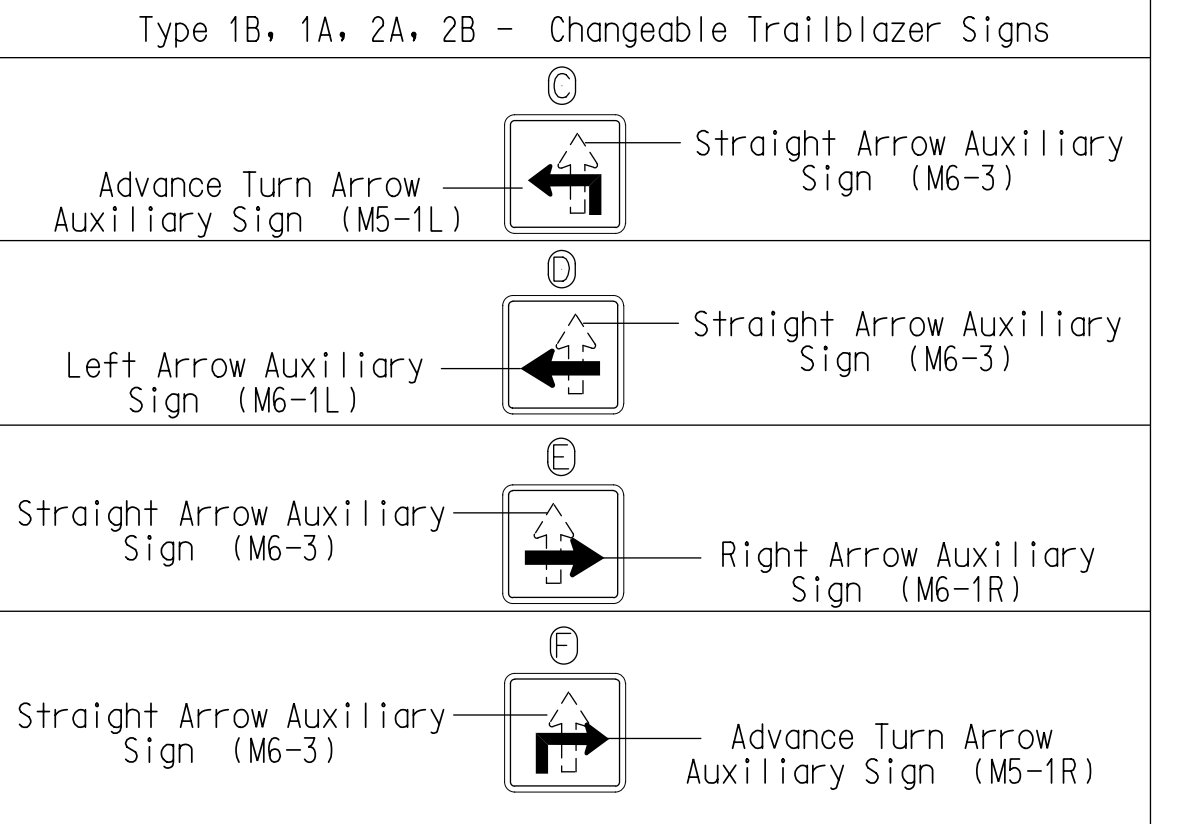 Type 1B, 1A, 2A, 2B - Changeable Trailblazer Signs
C
Straight Arrow Auxiliary
Sign (M6-3)
Advance Turn Arrow
Auxiliary Sign (M5-1L)
D
Straight Arrow Auxiliary
Sign (M6-3)
Left Arrow Auxiliary
Sign (M6-1L)
E
Straight Arrow Auxiliary
Sign (M6-3)
Right Arrow Auxiliary
Sign (M6-1R)
F
Straight Arrow Auxiliary
Sign (M6-3)
Advance Turn Arrow
Auxiliary Sign (M5-1R)